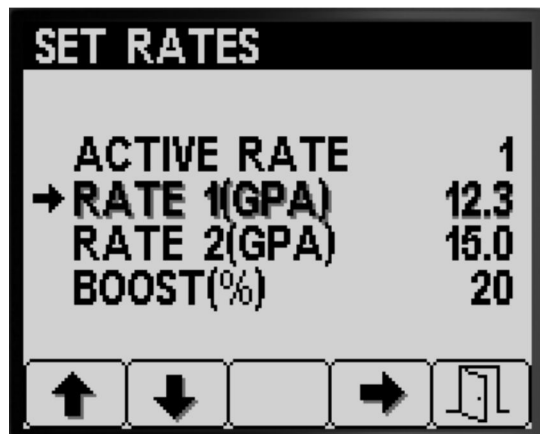 SET RATES
ACTIVE RATE 1
RATE 1(GPA) 12.3
RATE 2(GPA) 15.0
BOOST(%) 20